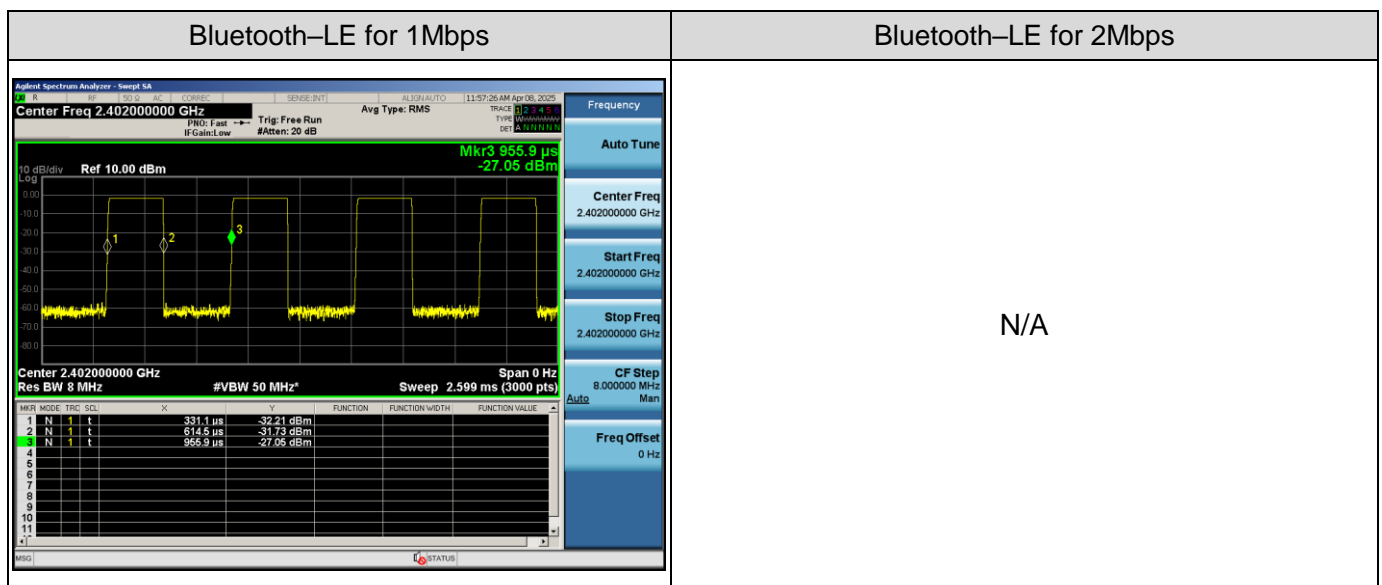 Bluetooth–LE for 1Mbps
Bluetooth–LE for 2Mbps
Agilent Spectrum Analyzer - Swept SA
R RF 50 Ω AC CORREC SENSE:INT ALIGNAUTO 11:57:26 AM Apr 08, 2025
Center Freq 2.402000000 GHz
PNO: Fast
IFGain:Low
Trig: Free Run
#Atten: 20 dB
Avg Type: RMS
TRACE 1 2 3 4 5 6
TYPE
DET A N N N N N
Mkr3 955.9 µs
-27.05 dBm
10 dB/div Ref 10.00 dBm
Log
0.00
-10.0
-20.0
-30.0
-40.0
-50.0
-60.0
-70.0
-80.0
1
2
3
Center 2.402000000 GHz
Span 0 Hz
Res BW 8 MHz #VBW 50 MHz* Sweep 2.599 ms (3000 pts)
MKR MODE TRC SCL X Y FUNCTION FUNCTION WIDTH FUNCTION VALUE
1 N 1 t 331.1 µs -32.21 dBm
2 N 1 t 614.5 µs -31.73 dBm
3 N 1 t 955.9 µs -27.05 dBm
4
5
6
7
8
9
10
11
MSG STATUS
Frequency
Auto Tune
Center Freq
2.402000000 GHz
Start Freq
2.402000000 GHz
Stop Freq
2.402000000 GHz
CF Step
8.000000 MHz
Auto Man
Freq Offset
0 Hz
N/A